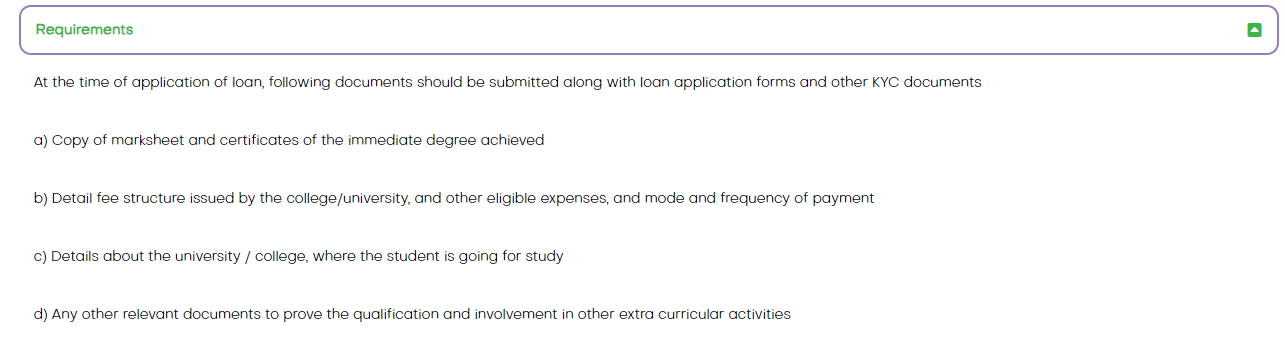 Requirements
At the time of application of loan, following documents should be submitted along with loan application forms and other KYC documents
a) Copy of marksheet and certificates of the immediate degree achieved
b) Detail fee structure issued by the college/university, and other eligible expenses, and mode and frequency of payment
c) Details about the university / college, where the student is going for study
d) Any other relevant documents to prove the qualification and involvement in other extra curricular activities